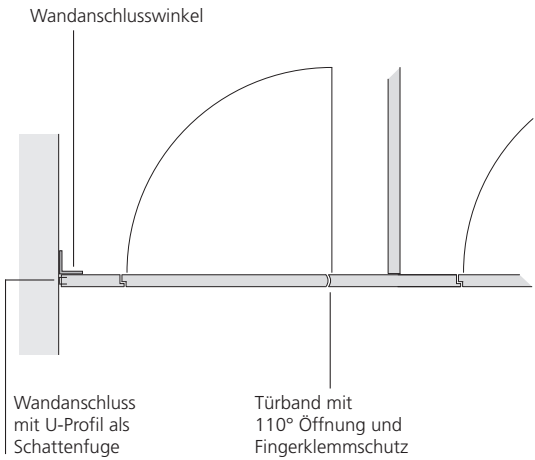 Wandanschlusswinkel
Wandanschluss
mit U-Profil als
Schattenfuge
Türband mit
110° Öffnung und
Fingerklemmschutz